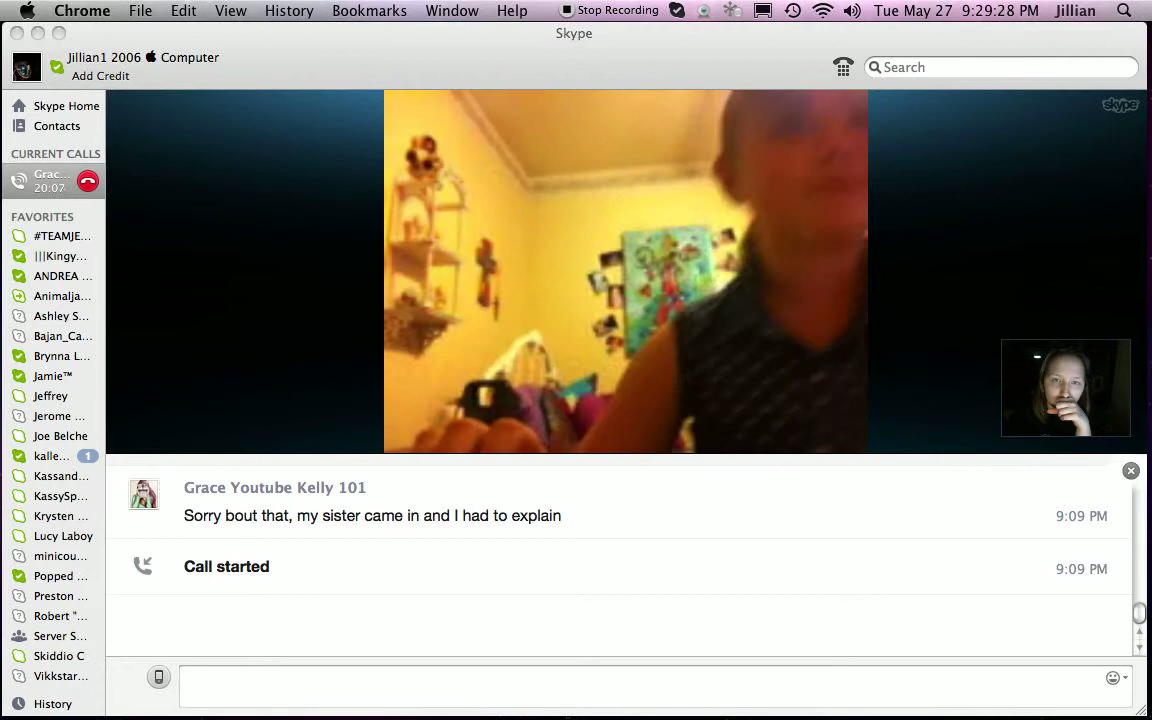 Chrome File Edit View History Bookmarks Window Help Stop Recording Tue May 27 9:29:28 PM Jillian
Skype
Jillian1 2006 Computer
Add Credit
Search
Skype Home
Contacts
CURRENT CALLS
Grac...
20:07
FAVORITES
#TEAMJE...
|||Kingy...
ANDREA ...
Animalja...
Ashley S...
Bajan_Ca...
Brynna L...
Jamie™
Jeffrey
Jerome ...
Joe Belche
kalle... 1
Kassand...
KassySp...
Krysten ...
Lucy Laboy
minicou...
Popped ...
Preston ...
Robert "...
Server S...
Skiddio C
Vikkstar...
History
skype
Grace Youtube Kelly 101
Sorry bout that, my sister came in and I had to explain 9:09 PM
Call started 9:09 PM